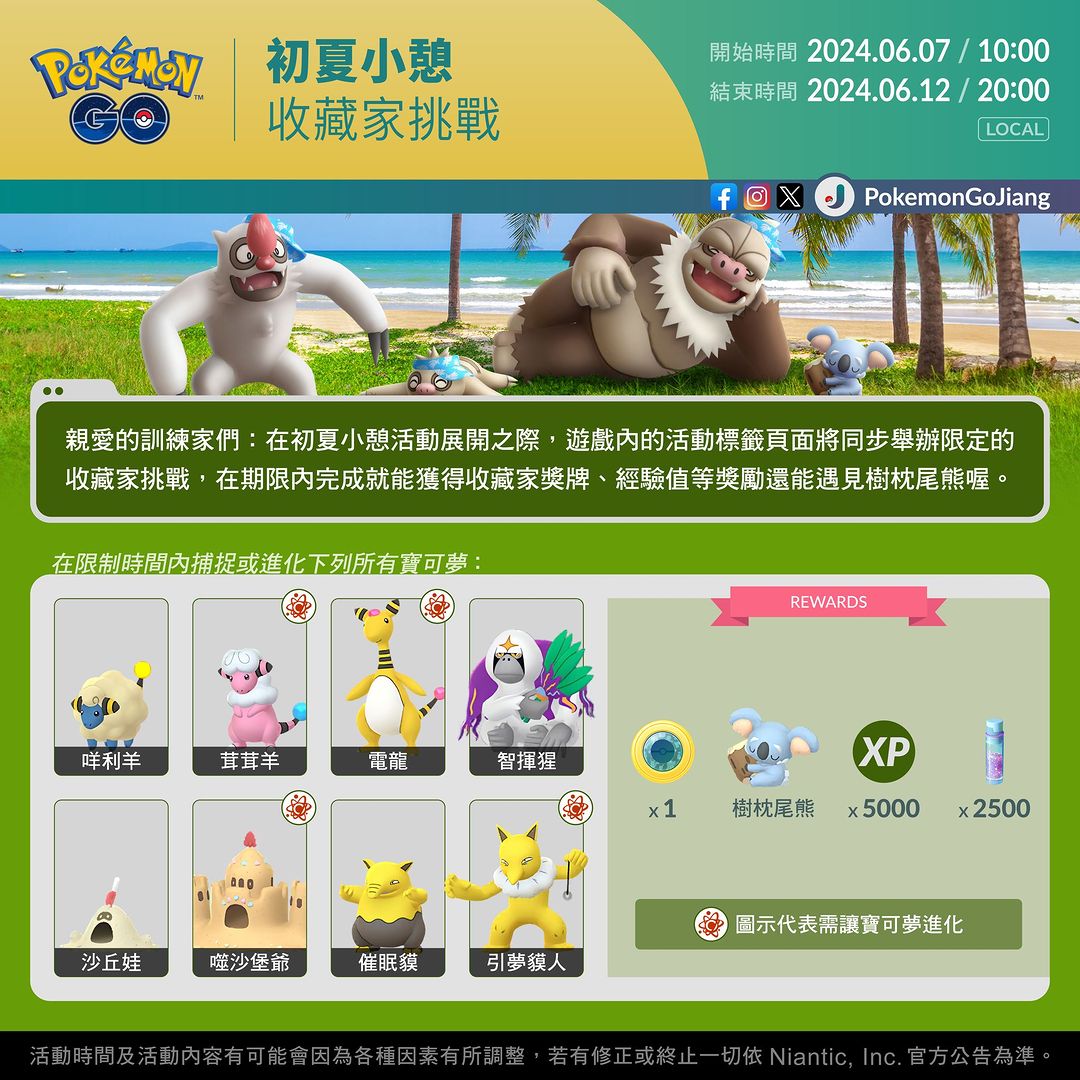 POKéMON
GO
TM
初夏小憩
收藏家挑戰
開始時間 2024.06.07 / 10:00
結束時間 2024.06.12 / 20:00
LOCAL
PokemonGoJiang
親愛的訓練家們：在初夏小憩活動展開之際，遊戲內的活動標籤頁面將同步舉辦限定的
收藏家挑戰，在期限內完成就能獲得收藏家獎牌、經驗值等獎勵還能遇見樹枕尾熊喔。
在限制時間內捕捉或進化下列所有寶可夢：
咩利羊
茸茸羊
電龍
智揮猩
沙丘娃
噬沙堡爺
催眠貘
引夢貘人
REWARDS
XP
x 1
樹枕尾熊
x 5000
x 2500
圖示代表需讓寶可夢進化
活動時間及活動內容有可能會因為各種因素有所調整，若有修正或終止一切依 Niantic, Inc. 官方公告為準。